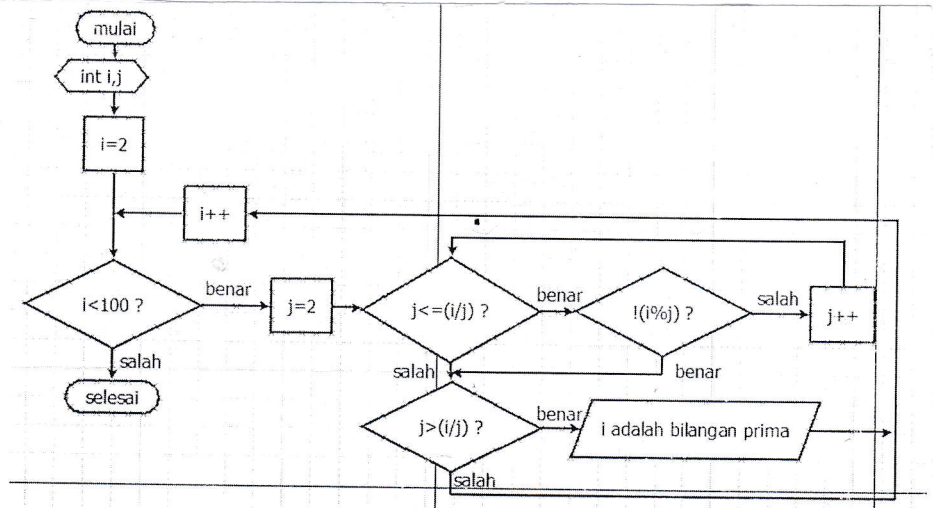 mulai
int i,j
i=2
i++
i<100 ?
benar
j=2
j<=(i/j) ?
benar
!(i%j) ?
salah
j++
salah
selesai
salah
benar
j>(i/j) ?
benar
i adalah bilangan prima
salah